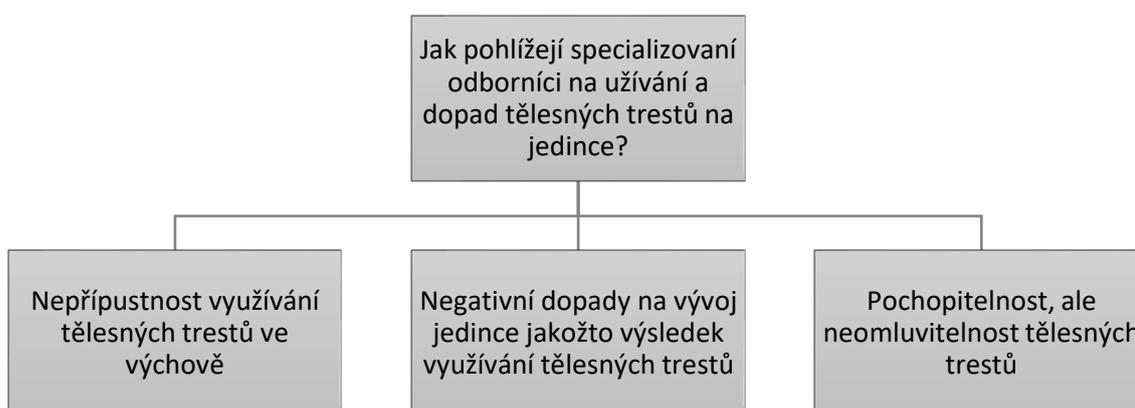 Jak pohlížejí specializovaní
odborníci na užívání a
dopad tělesných trestů na
jedince?
Nepřípustnost využívání
tělesných trestů ve
výchově
Negativní dopady na vývoj
jedince jakožto výsledek
využívání tělesných trestů
Pochopitelnost, ale
neomluvitelnost tělesných
trestů